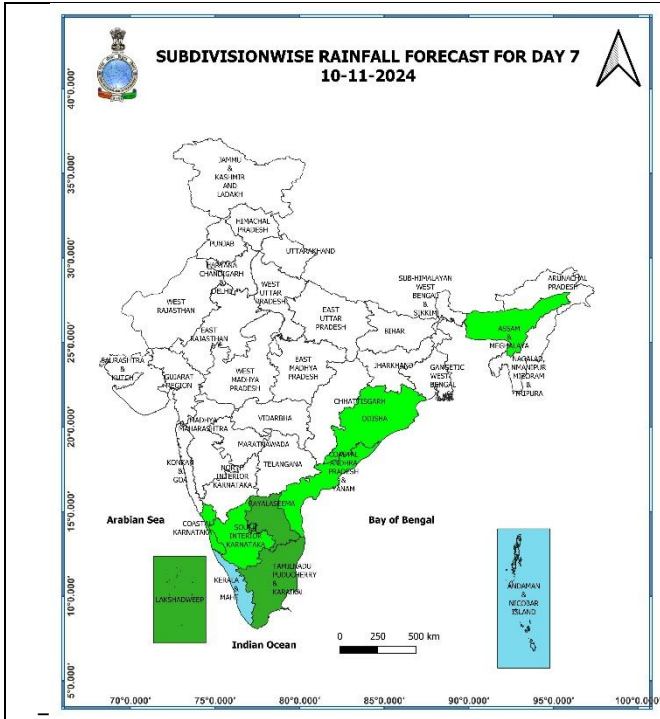 SUBDIVISIONWISE RAINFALL FORECAST FOR DAY 7
10-11-2024
40°0.000'
35°0.000'
30°0.000'
25°0.000'
20°0.000'
15°0.000'
10°0.000'
5°0.000'
JAMMU
&
KASHMIR
AND
LADAKH
HIMACHAL
PRADESH
PUNJAB
UTTARAKHAND
HARYANA
CHANDIGARH
&
DELHI
WEST
UTTAR
PRADESH
WEST
RAJASTHAN
EAST
RAJASTHAN
EAST
UTTAR
PRADESH
BIHAR
SUB-HIMALAYAN
WEST
BENGAL
&
SIKKIM
ARUNACHAL
PRADESH
ASSAM
&
MEGHALAYA
NAGALAD,
MANIPUR
MIZORAM
&
TRIPURA
SAURASHTRA
&
KUTCH
GUJARAT
REGION
WEST
MADHYA
PRADESH
EAST
MADHYA
PRADESH
JHARKHAND
GANGETIC
WEST
BENGAL
CHHATTISGARH
ODISHA
VIDARBHA
MADHYA
MAHARASHTRA
MARATHWADA
KONKAN
&
GOA
NORTH
INTERIOR
KARNATAKA
TELANGANA
COASTAL
ANDHRA
PRADESH
&
YANAM
RAYALASEEMA
COASTAL
KARNATAKA
SOUTH
INTERIOR
KARNATAKA
Arabian Sea
Bay of Bengal
KERALA
&
MAHE
TAMILNADU
PUDUCHERRY
&
KARAIKAL
LAKSHADWEEP
ANDAMAN
&
NICOBAR
ISLAND
Indian Ocean
0 250 500 km
70°0.000' 75°0.000' 80°0.000' 85°0.000' 90°0.000' 95°0.000' 100°0.000'